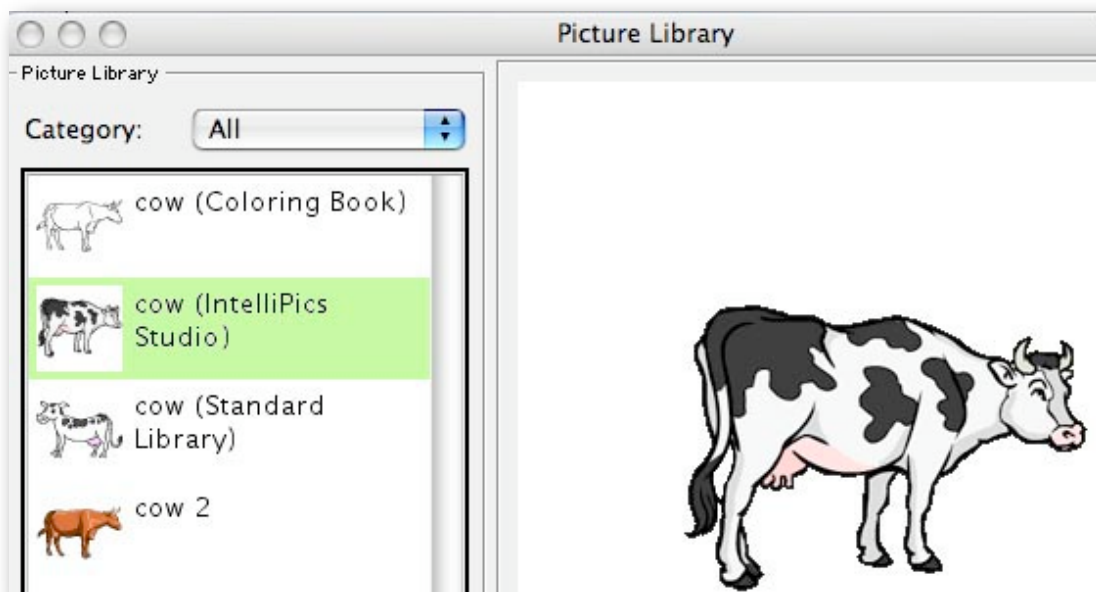 Picture Library
Picture Library
Category:
All
cow (Coloring Book)
cow (IntelliPics
Studio)
cow (Standard
Library)
cow 2